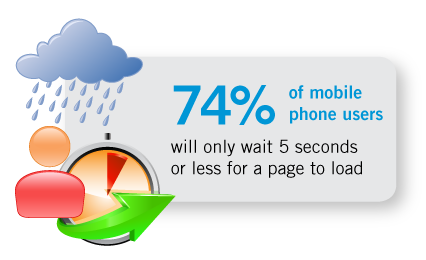 74% of mobile
phone users
will only wait 5 seconds
or less for a page to load